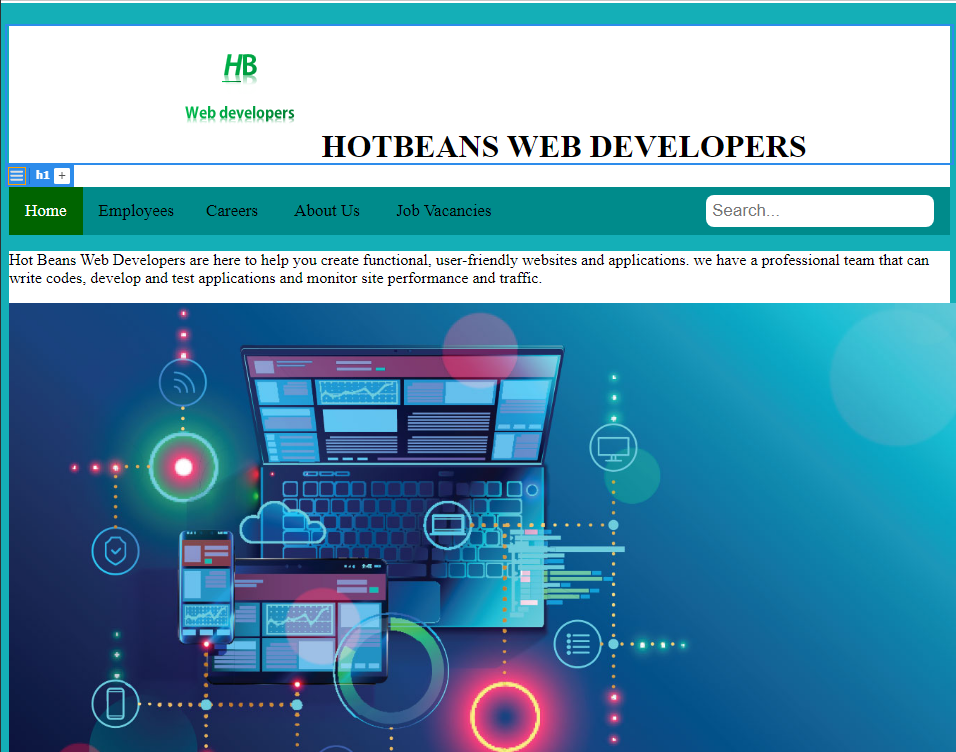 HB
Web developers
HOTBEANS WEB DEVELOPERS
h1 +
Home Employees Careers About Us Job Vacancies Search...
Hot Beans Web Developers are here to help you create functional, user-friendly websites and applications. we have a professional team that can
write codes, develop and test applications and monitor site performance and traffic.